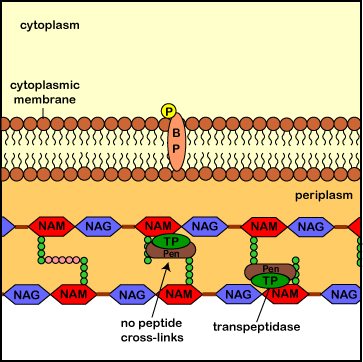 cytoplasm
cytoplasmic
membrane
P
B
P
periplasm
NAM NAG NAM NAG NAM
TP
Pen
Pen
TP
NAG NAM NAG NAM NAG NAM
no peptide
cross-links
transpeptidase